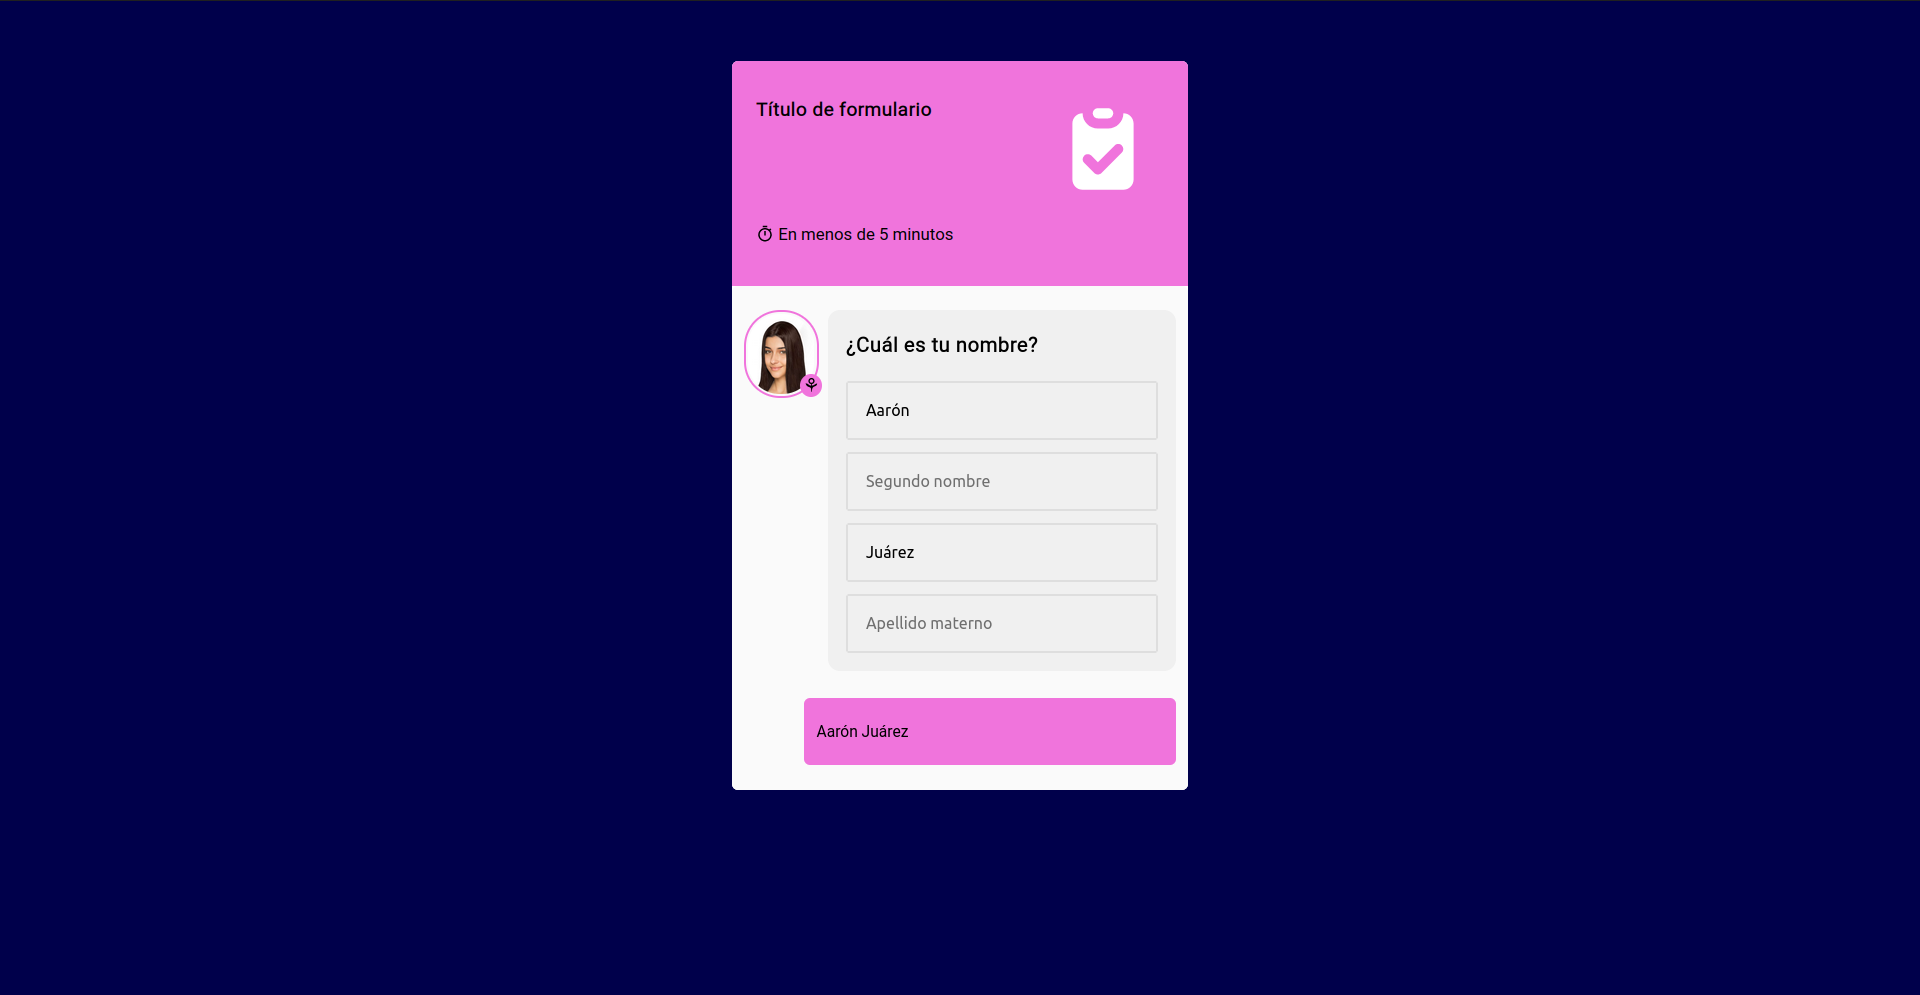 Título de formulario
En menos de 5 minutos
¿Cuál es tu nombre?
Aarón
Segundo nombre
Juárez
Apellido materno
Aarón Juárez